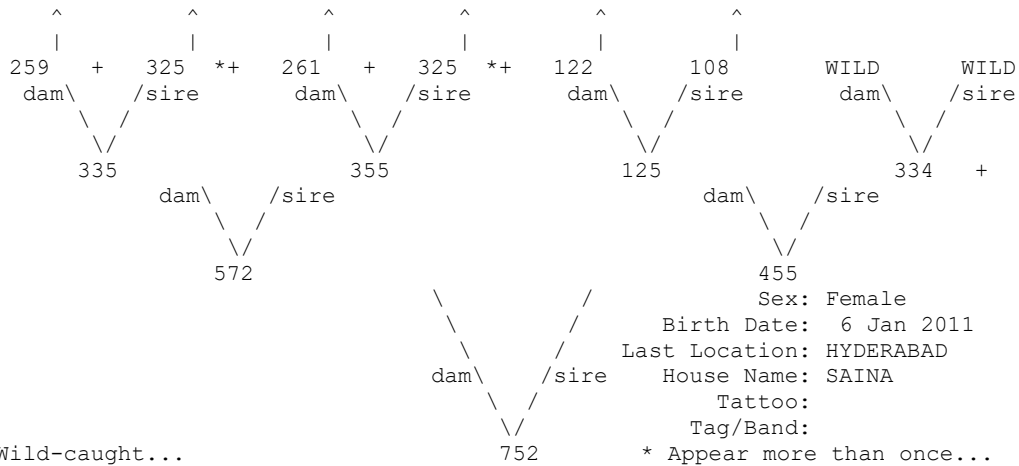 ^ ^ ^ ^ ^ ^
| | | | | |
259 + 325 *+ 261 + 325 *+ 122 108 WILD WILD
dam\ /sire dam\ /sire dam\ /sire dam\ /sire
\ / \ / \ / \ /
\/ \/ \/ \/
335 355 125 334 +
dam\ /sire dam\ /sire
\ / \ /
\/ \/
572 455
\ / Sex: Female
\ / Birth Date: 6 Jan 2011
\ / Last Location: HYDERABAD
dam\ /sire House Name: SAINA
\ / Tattoo:
\/ Tag/Band:
Wild-caught... 752 * Appear more than once...